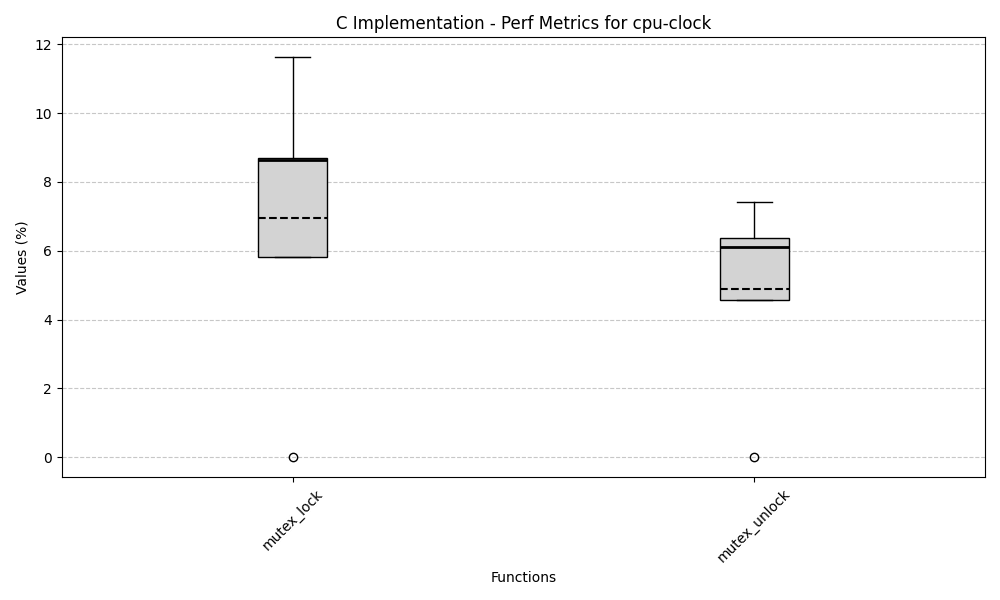 C Implementation - Perf Metrics for cpu-clock
Values (%)
12
10
8
6
4
2
0
mutex_lock
mutex_unlock
Functions